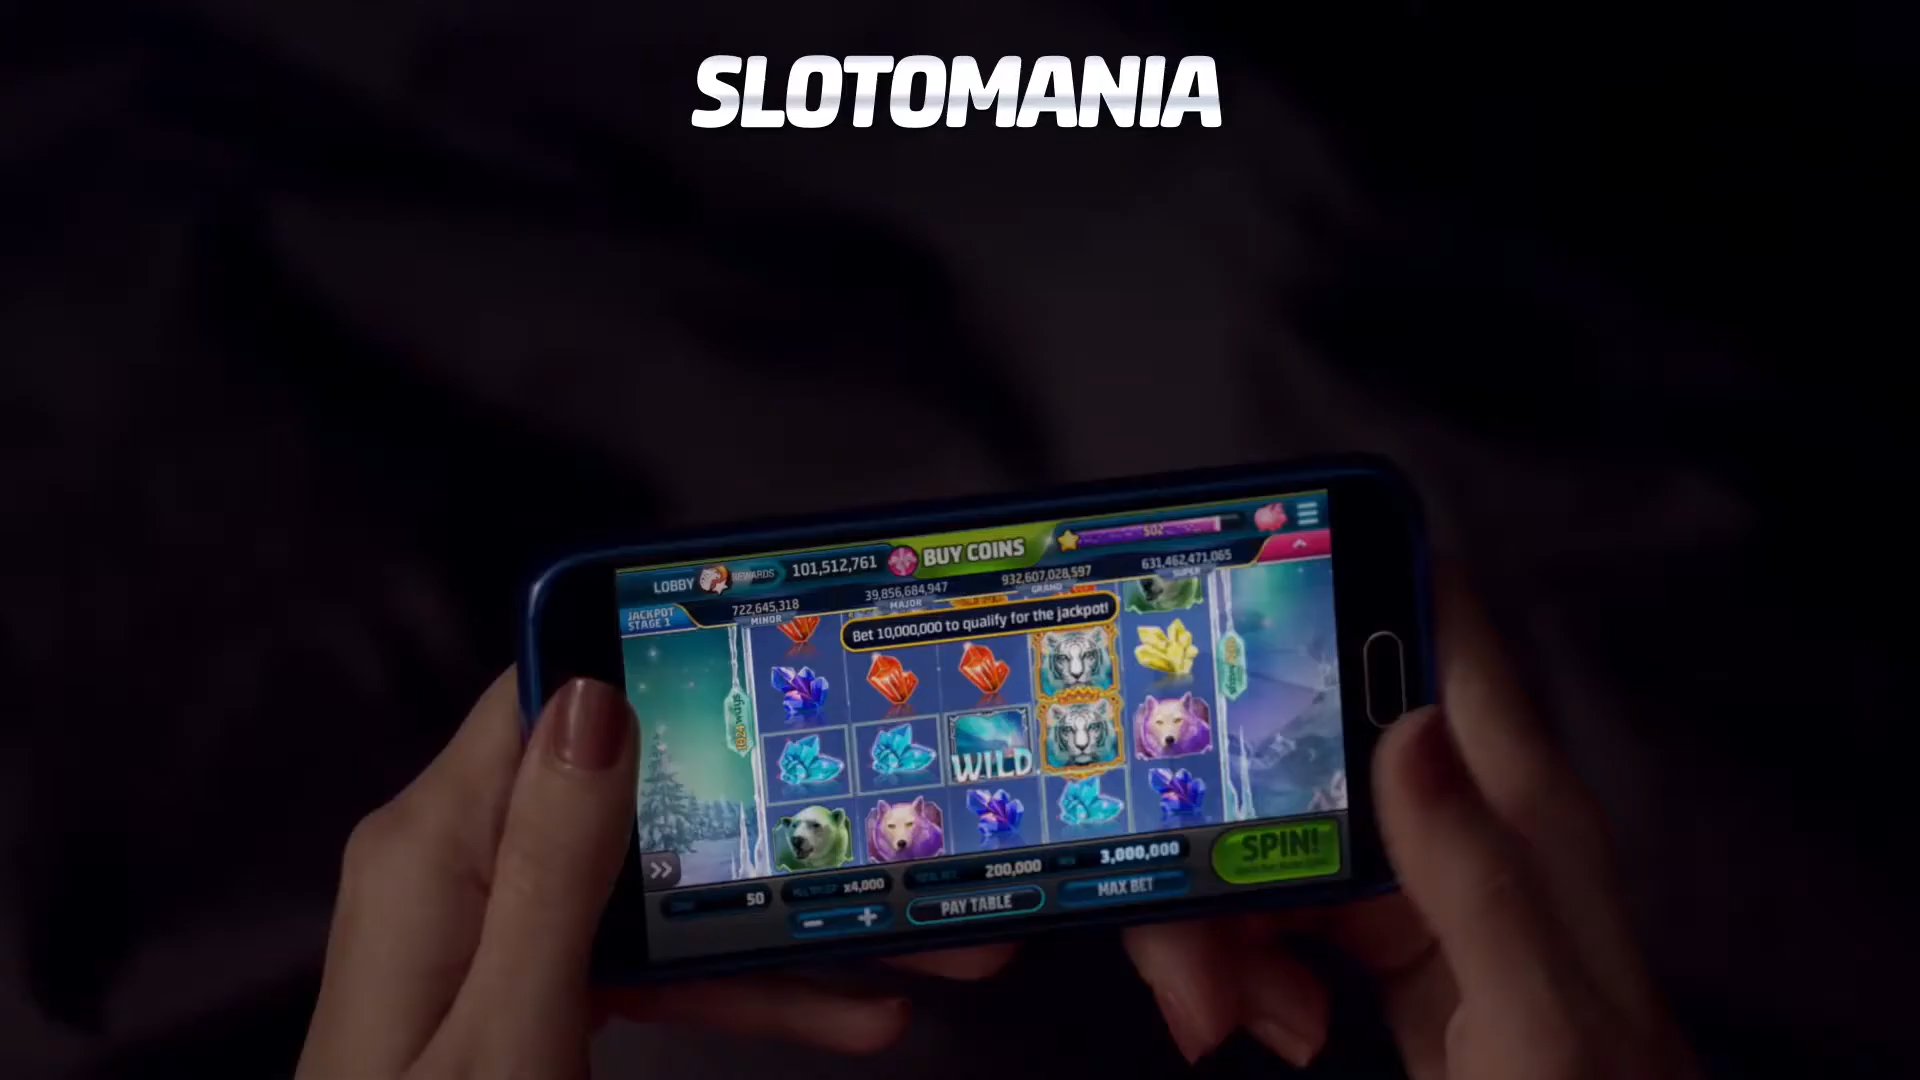 SLOTOMANIA
LOBBY REWARDS 101,512,761 BUY COINS 502
JACKPOT STAGE 1
722,645,318 39,856,684,947 932,607,028,597 631,462,471,065
MINOR MAJOR GRAND SUPER
Bet 10,000,000 to qualify for the jackpot!
1024 ways
WILD
50 x4,000 200,000 3,000,000 SPIN!
PAY TABLE MAX BET